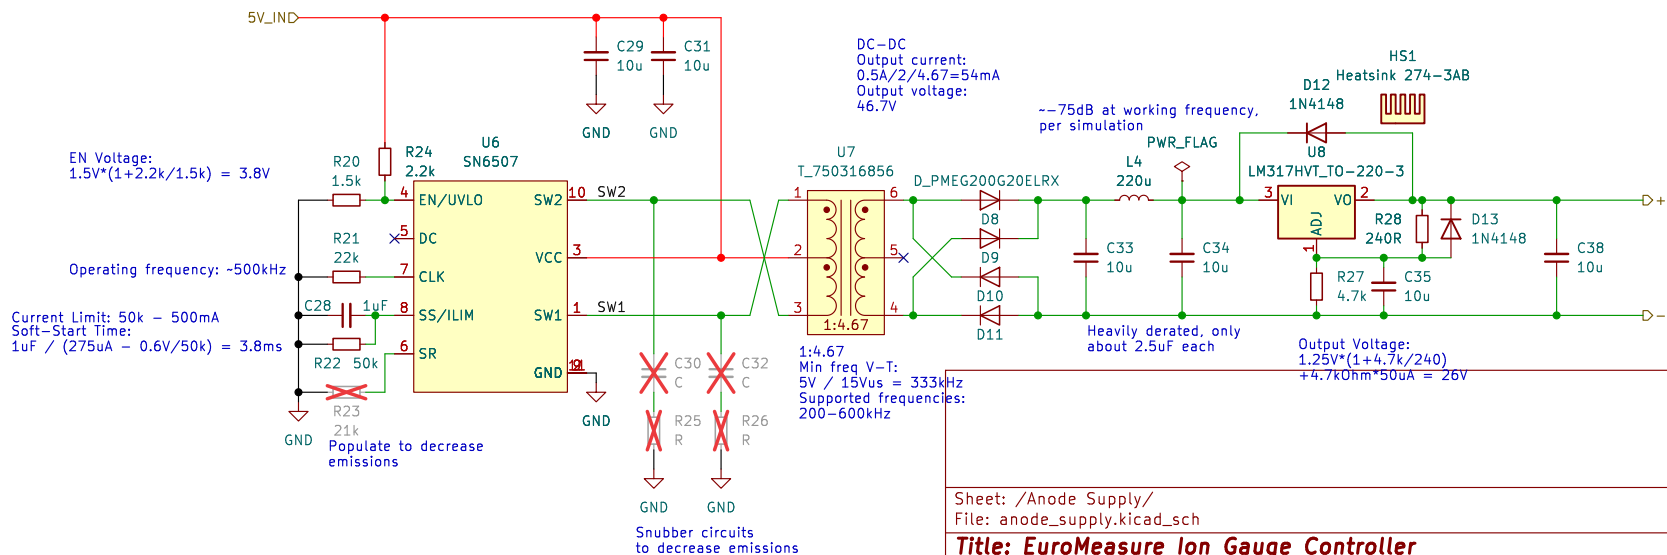 5V_IN
C29
10u
C31
10u
GND
GND
DC-DC
Output current:
0.5A/2/4.67=54mA
Output voltage:
46.7V
~-75dB at working frequency,
per simulation
HS1
Heatsink 274-3AB
D12
1N4148
EN Voltage:
1.5V*(1+2.2k/1.5k) = 3.8V
R20
1.5k
R24
2.2k
U6
SN6507
4
EN/UVLO
5
DC
7
CLK
8
SS/ILIM
6
SR
SW2
10
VCC
3
SW1
1
GND
9
11
SW2
SW1
R21
22k
Operating frequency: ~500kHz
C28
1uF
Current Limit: 50k - 500mA
Soft-Start Time:
1uF / (275uA - 0.6V/50k) = 3.8ms
R22 50k
R23
21k
GND
Populate to decrease
emissions
GND
C30
C
C32
C
R25
R
R26
R
GND
GND
Snubber circuits
to decrease emissions
U7
T_750316856
1
2
3
6
5
4
1:4.67
1:4.67
Min freq V-T:
5V / 15Vus = 333kHz
Supported frequencies:
200-600kHz
D_PMEG200G20ELRX
D8
D9
D10
D11
L4
220u
PWR_FLAG
C33
10u
C34
10u
Heavily derated, only
about 2.5uF each
U8
LM317HVT_TO-220-3
3
VI
VO
2
ADJ
1
R28
240R
D13
1N4148
R27
4.7k
C35
10u
C38
10u
+
-
Output Voltage:
1.25V*(1+4.7k/240)
+4.7kOhm*50uA = 26V
Sheet: /Anode Supply/
File: anode_supply.kicad_sch
Title: EuroMeasure Ion Gauge Controller